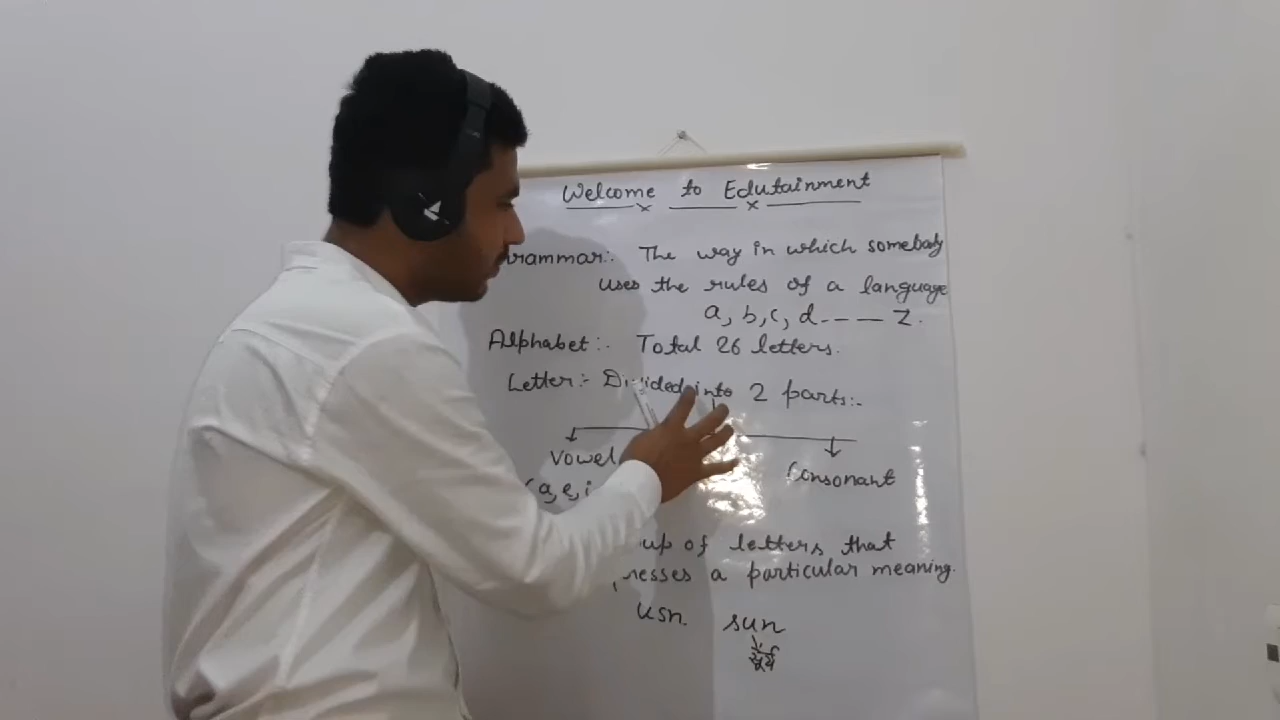 Welcome to Edutainment
rammar:. The way in which somebody
uses the rules of a language
a, b, c, d---- z.
Alphabet:. Total 26 letters.
Letter:- Divided into 2 parts:-
Vowel Consonant
(a, e, i
up of letters that
presses a particular meaning.
usn sun
सूर्य